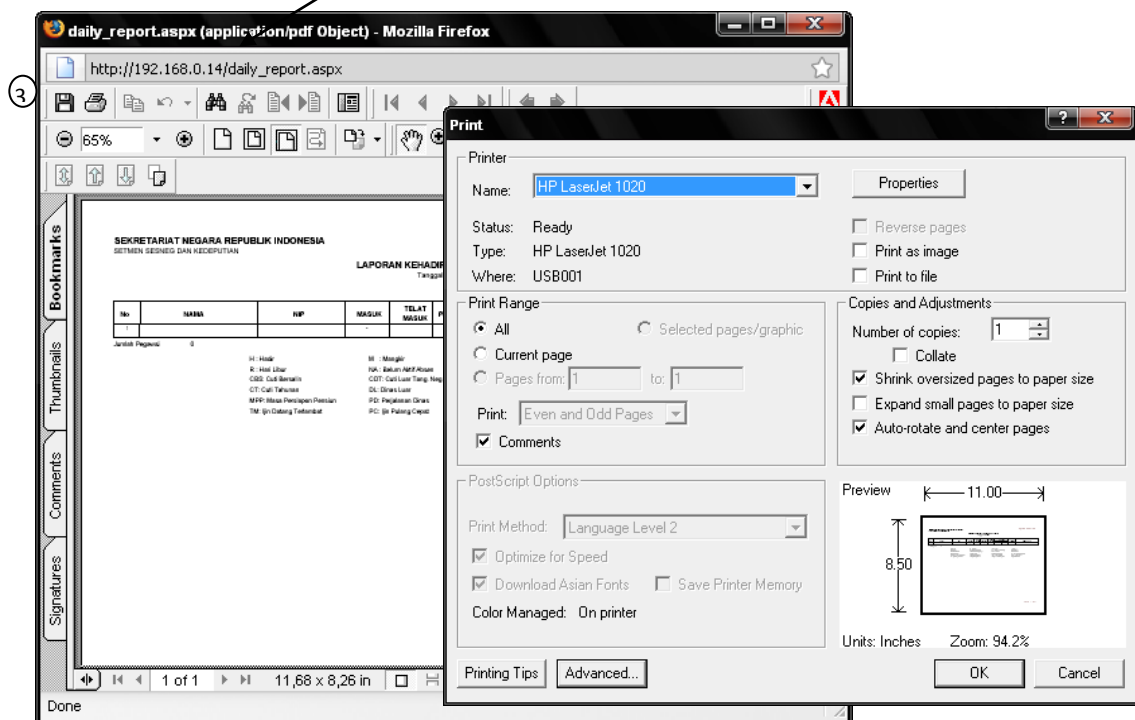 daily_report.aspx (application/pdf Object) - Mozilla Firefox
http://192.168.0.14/daily_report.aspx
3
65%
Bookmarks
Thumbnails
Comments
Signatures
SEKRETARIAT NEGARA REPUBLIK INDONESIA
SETMEN SESNEG DAN KEDEPUTIAN
LAPORAN KEHADIR
Tanggal
No NAMA NIP MASUK TELAT MASUK P
1 -
Jumlah Pegawai 0
H : Hadir M : Mangkir
R : Hari Libur NA : Belum Aktif Absen
CBS: Cuti Bersalin CDT: Cuti Luar Tang. Neg
CT: Cuti Tahunan DL: Dinas Luar
MPP: Masa Persiapan Pensiun PD: Perjalanan Dinas
TM: Ijin Datang Terlambat PC: Ijin Pulang Cepat
1 of 1 11,68 x 8,26 in
Done
Print
Printer
Name: HP LaserJet 1020 Properties
Status: Ready Reverse pages
Type: HP LaserJet 1020 Print as image
Where: USB001 Print to file
Print Range
All Selected pages/graphic
Current page
Pages from: 1 to: 1
Print: Even and Odd Pages
Comments
Copies and Adjustments
Number of copies: 1
Collate
Shrink oversized pages to paper size
Expand small pages to paper size
Auto-rotate and center pages
PostScript Options
Print Method: Language Level 2
Optimize for Speed
Download Asian Fonts Save Printer Memory
Color Managed: On printer
Preview 11.00
8.50
Units: Inches Zoom: 94.2%
Printing Tips Advanced... OK Cancel